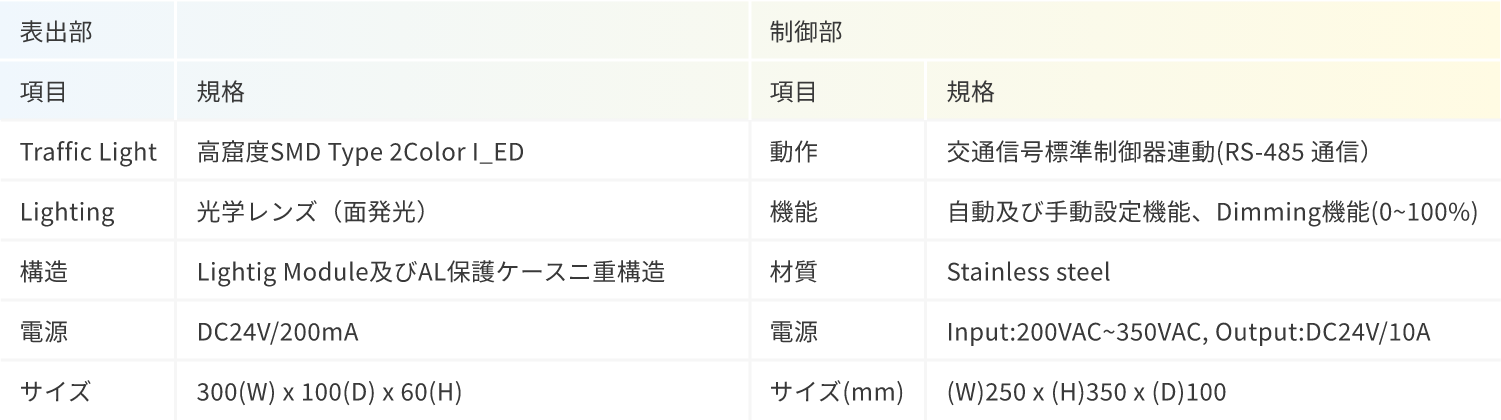 表出部 制御部
項目 規格 項目 規格
Traffic Light 高窟度SMD Type 2Color I_ED 動作 交通信号標準制御器連動(RS-485 通信）
Lighting 光学レンズ（面発光） 機能 自動及び手動設定機能、Dimming機能(0~100%)
構造 Lightig Module及びAL保護ケースニ重構造 材質 Stainless steel
電源 DC24V/200mA 電源 Input:200VAC~350VAC, Output:DC24V/10A
サイズ 300(W) x 100(D) x 60(H) サイズ(mm) (W)250 x (H)350 x (D)100